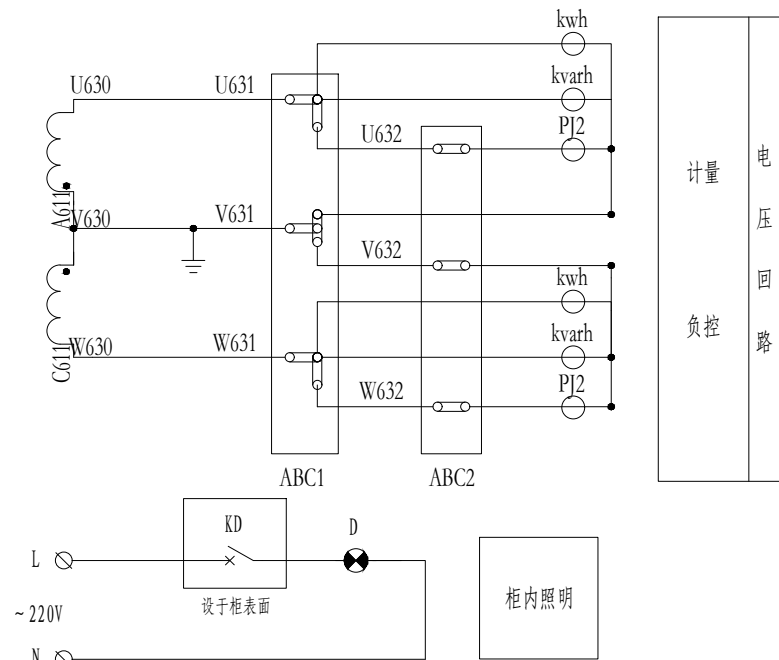 kwh
U630
U631
kvarh
PJ2
U632
A611
V630
V631
V632
kwh
C611
W630
W631
kvarh
PJ2
W632
ABC1
ABC2
计量
负控
电压回路
L
KD
D
设于柜表面
~220V
N
柜内照明